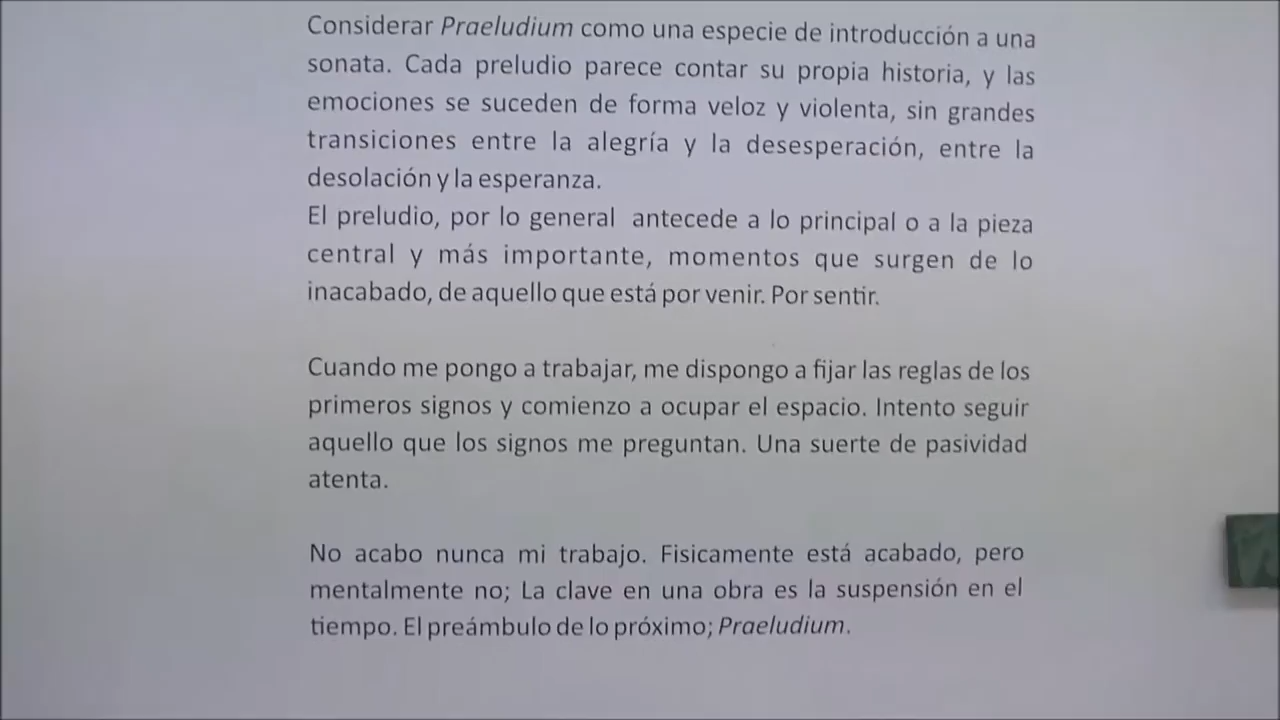 Considerar Praeludium como una especie de introducción a una
sonata. Cada preludio parece contar su propia historia, y las
emociones se suceden de forma veloz y violenta, sin grandes
transiciones entre la alegría y la desesperación, entre la
desolación y la esperanza.
El preludio, por lo general antecede a lo principal o a la pieza
central y más importante, momentos que surgen de lo
inacabado, de aquello que está por venir. Por sentir.
Cuando me pongo a trabajar, me dispongo a fijar las reglas de los
primeros signos y comienzo a ocupar el espacio. Intento seguir
aquello que los signos me preguntan. Una suerte de pasividad
atenta.
No acabo nunca mi trabajo. Fisicamente está acabado, pero
mentalmente no; La clave en una obra es la suspensión en el
tiempo. El preámbulo de lo próximo; Praeludium.